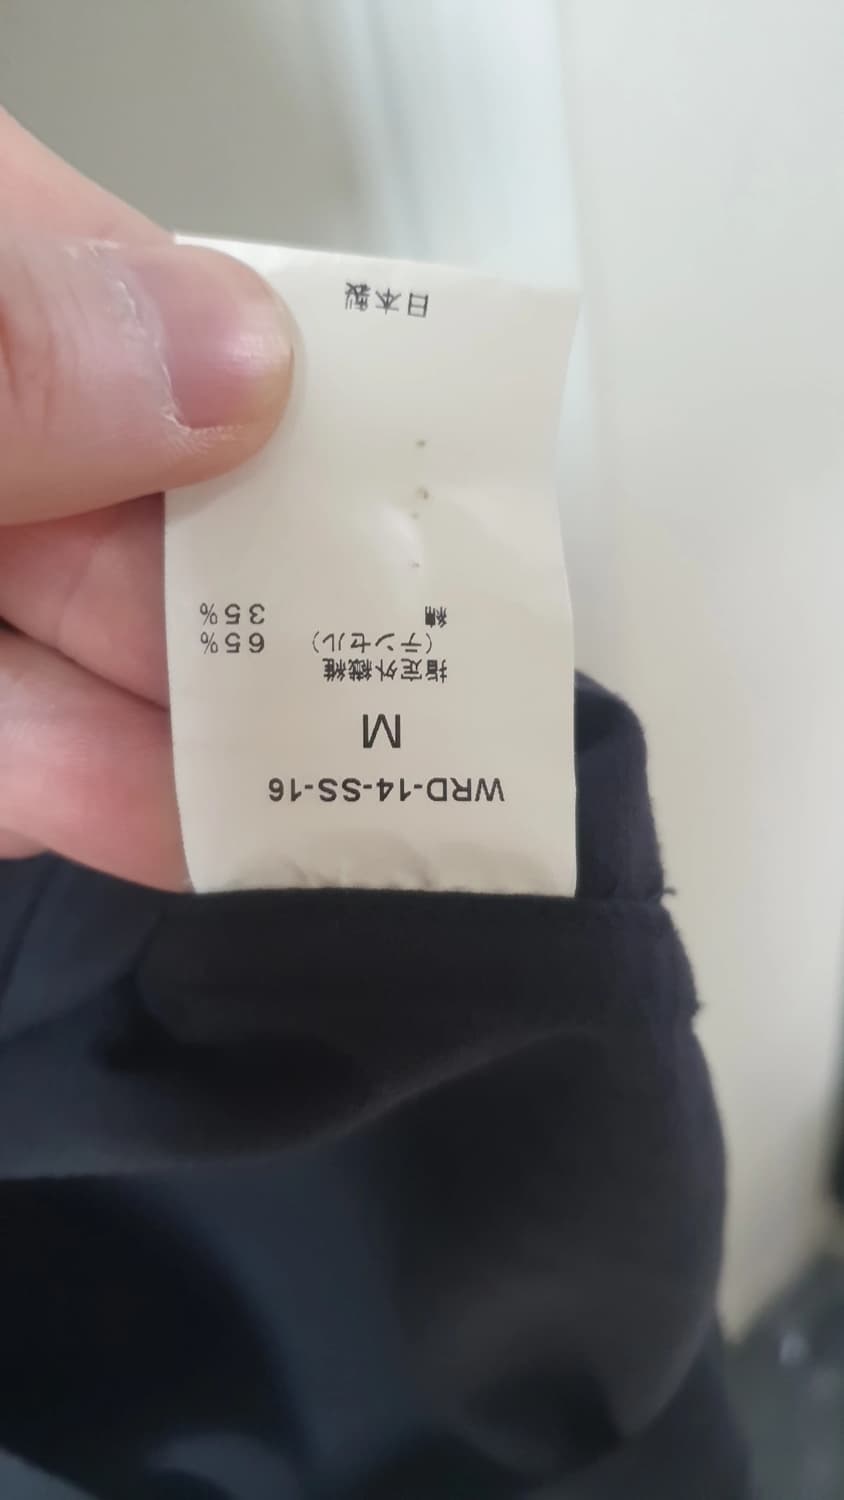 WRD-14-SS-16
M
指定外繊維
(テンセル) 65%
綿 35%
日本製